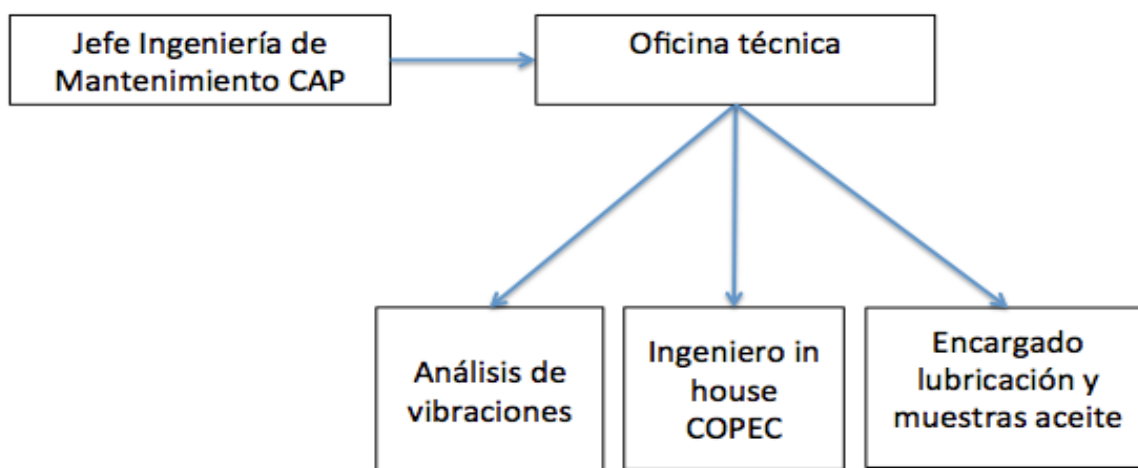 Jefe Ingeniería de
Mantenimiento CAP
Oficina técnica
Análisis de
vibraciones
Ingeniero in
house
COPEC
Encargado
lubricación y
muestras aceite